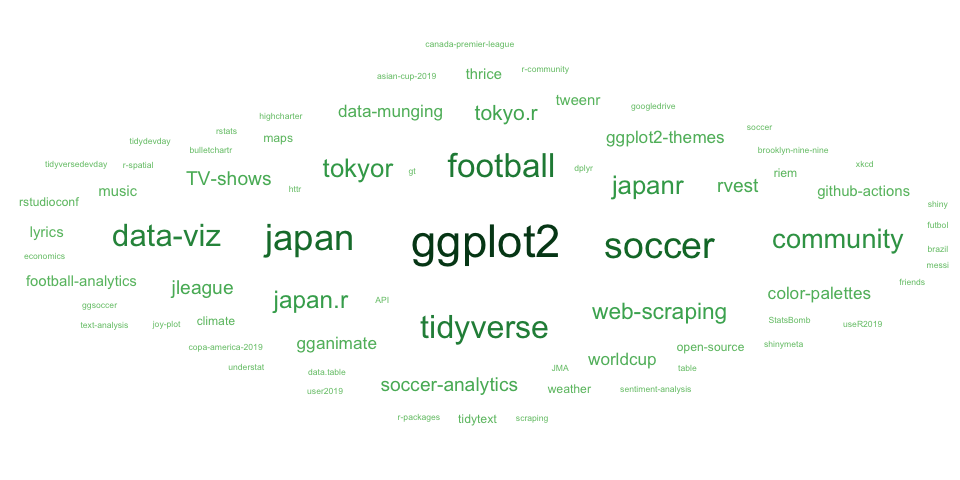 canada-premier-league
asian-cup-2019 thrice r-community
data-munging tokyo.r tweenr googledrive
highcharter
rstats maps ggplot2-themes soccer
tidydevday bulletchartr brooklyn-nine-nine
tidyversedevday r-spatial TV-shows tokyor gt football dplyr riem xkcd
rstudioconf music httr japanr rvest github-actions shiny
lyrics data-viz japan ggplot2 soccer community futbol
economics brazil
football-analytics messi
jleague japan.r API color-palettes friends
ggsoccer web-scraping
text-analysis joy-plot climate tidyverse StatsBomb useR2019
copa-america-2019 gganimate open-source shinymeta
understat data.table JMA worldcup table
user2019 soccer-analytics weather sentiment-analysis
r-packages tidytext scraping